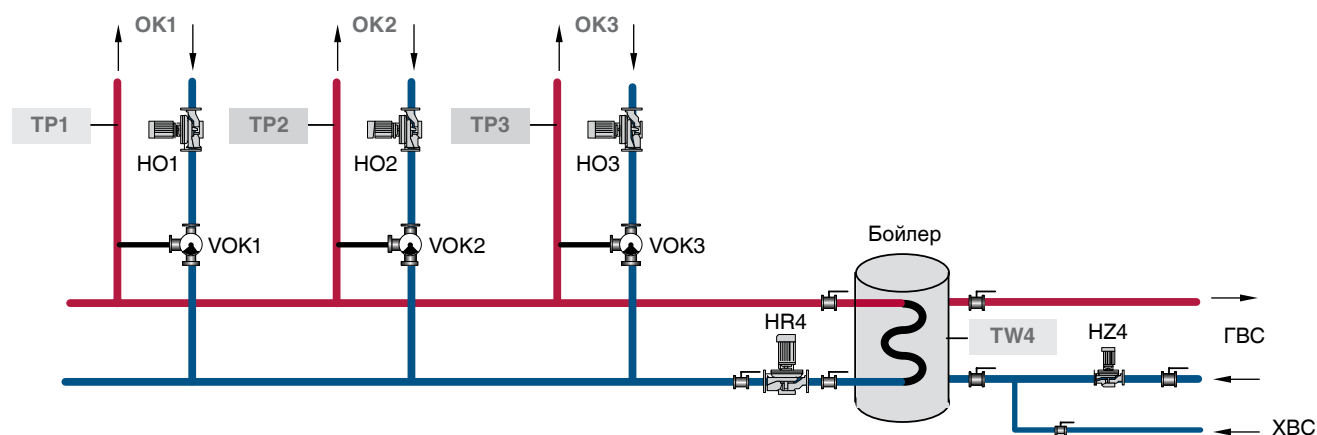 OK1
OK2
OK3
TP1
TP2
TP3
HO1
HO2
HO3
VOK1
VOK2
VOK3
Бойлер
HR4
TW4
HZ4
ГВС
ХВС